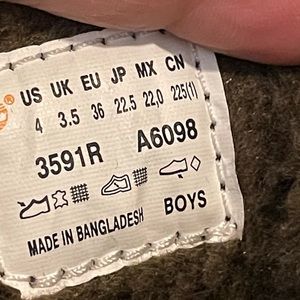 US UK EU JP MX CN
4 3.5 36 22.5 22,0 225(1)
3591R A6098
MADE IN BANGLADESH BOYS